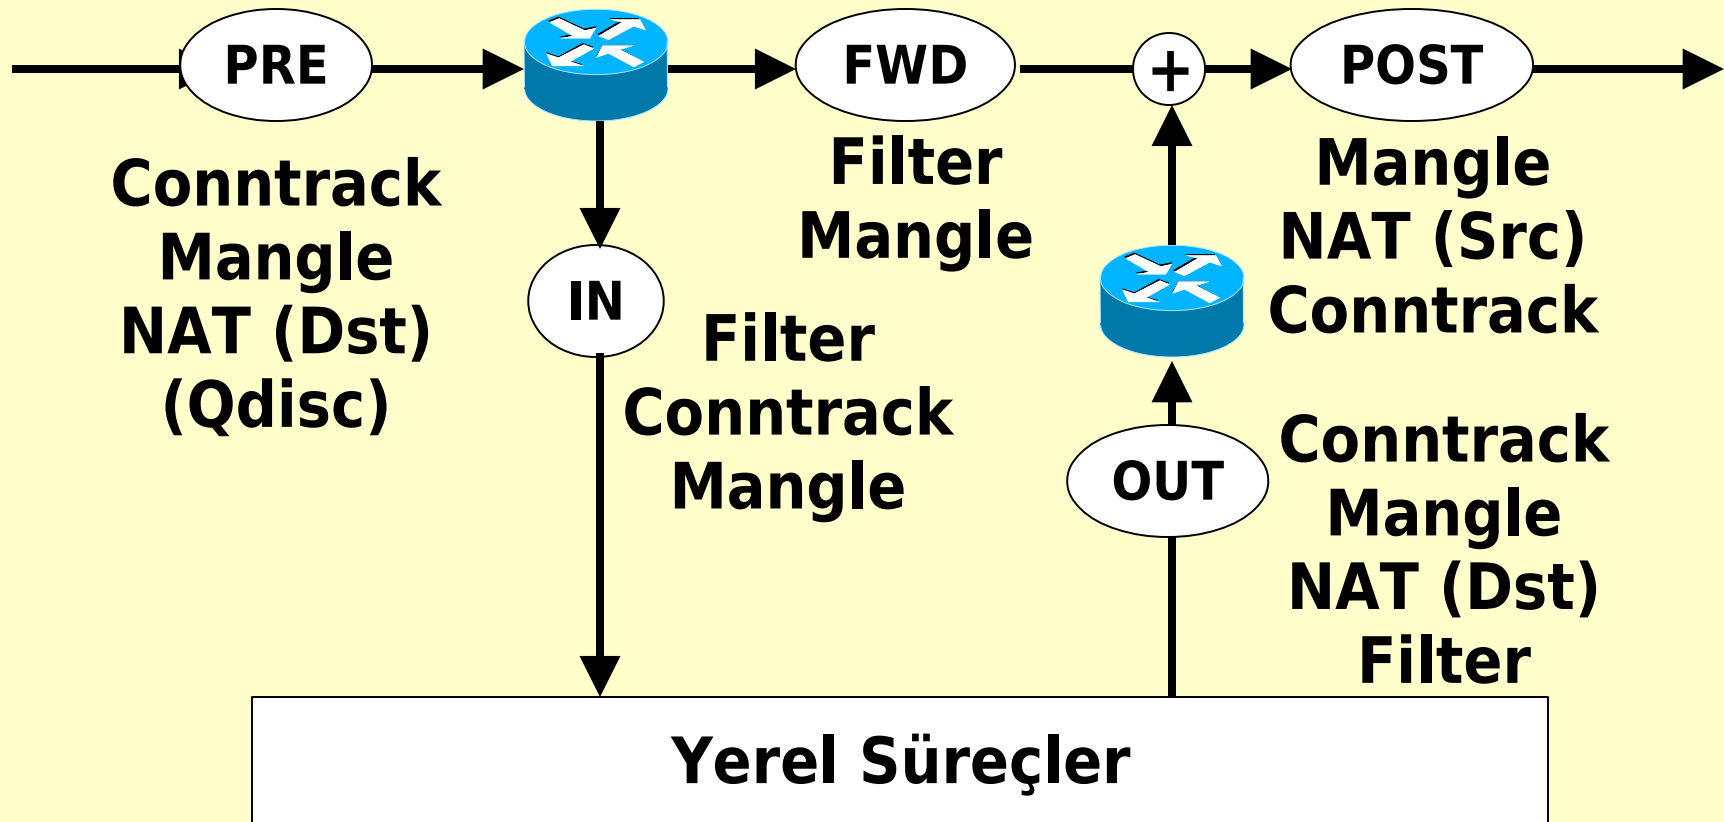 PRE
FWD
+
POST
Conntrack
Mangle
NAT (Dst)
(Qdisc)
IN
Filter
Conntrack
Mangle
Filter
Mangle
Mangle
NAT (Src)
Conntrack
OUT
Conntrack
Mangle
NAT (Dst)
Filter
Yerel Süreçler